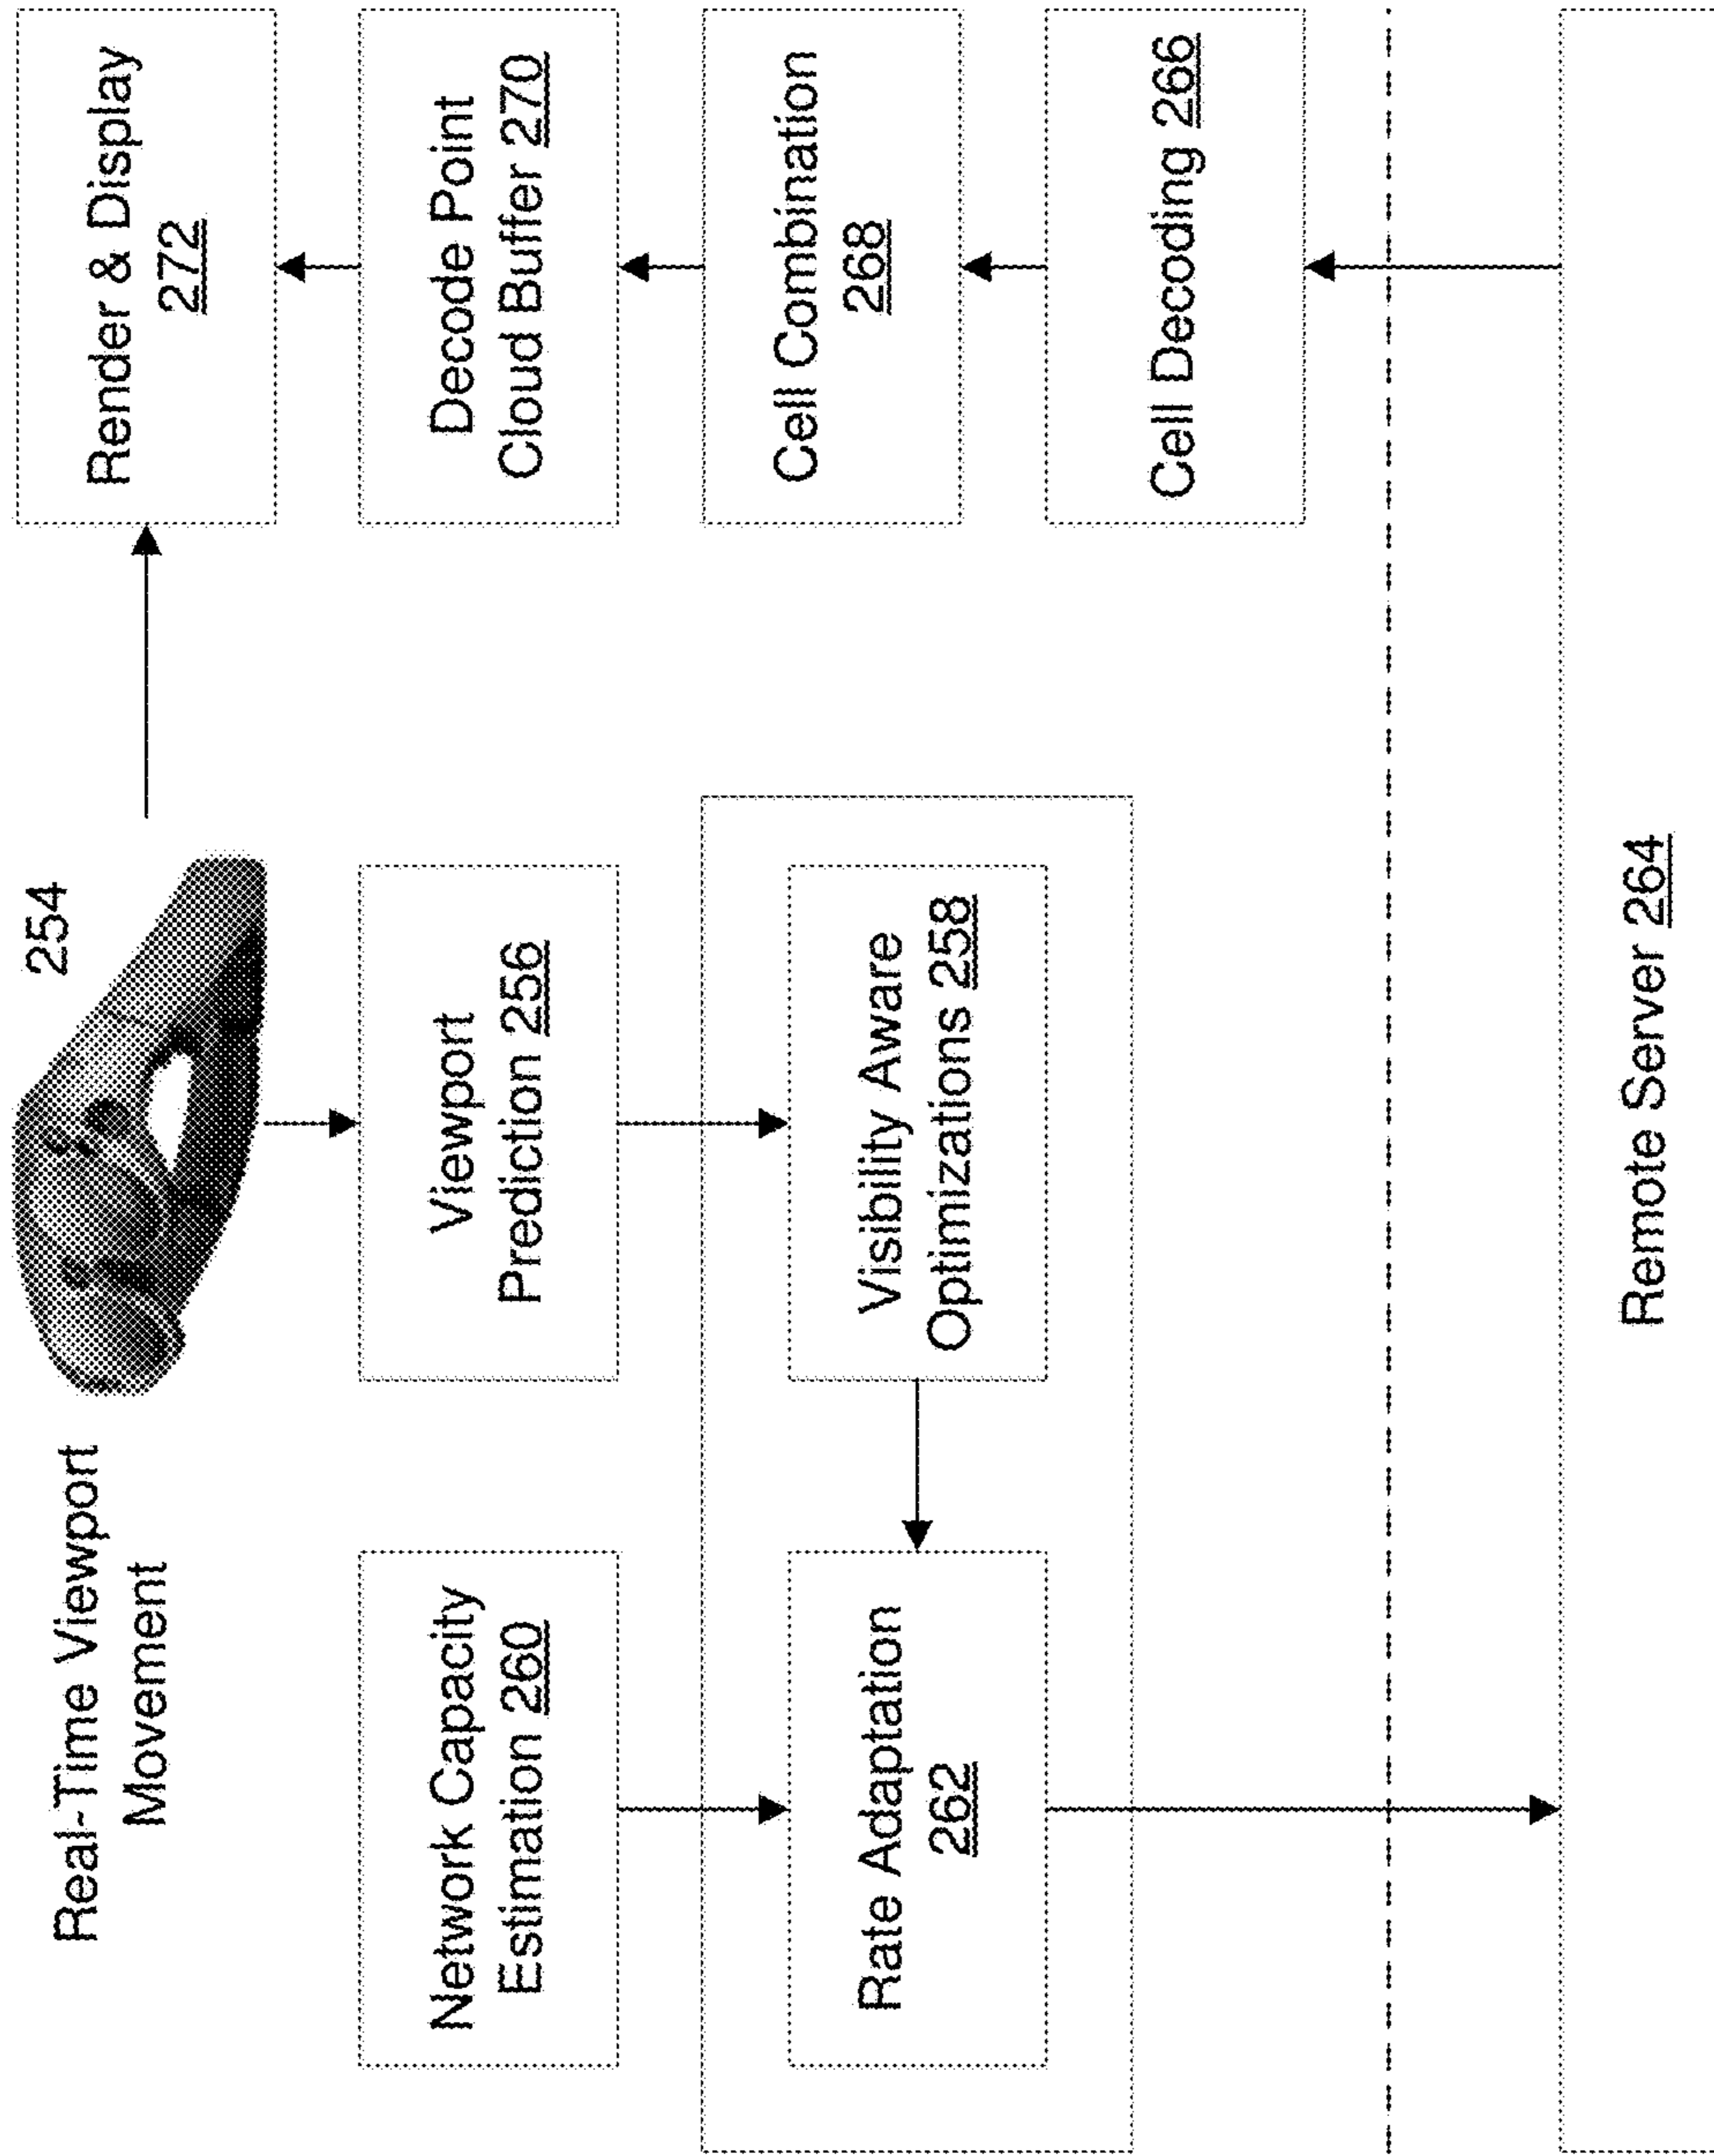 Real-Time Viewport
Movement
254
Render & Display
272
Network Capacity
Estimation 260
Viewport
Prediction 256
Decode Point
Cloud Buffer 270
Rate Adaptation
262
Visibility Aware
Optimizations 258
Cell Combination
268
Cell Decoding 266
Remote Server 264